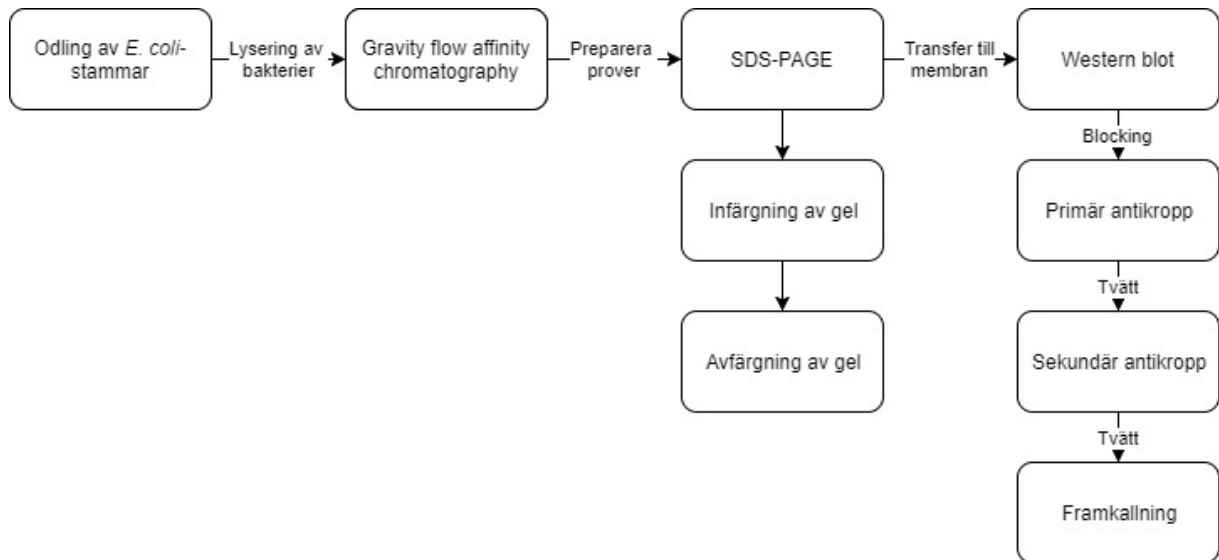 Odling av E. coli-
stammar
Lysering av
bakterier
Gravity flow affinity
chromatography
Preparera
prover
SDS-PAGE
Transfer till
membran
Western blot
Blocking
Infärgning av gel
Primär antikropp
Tvätt
Avfärgning av gel
Sekundär antikropp
Tvätt
Framkallning